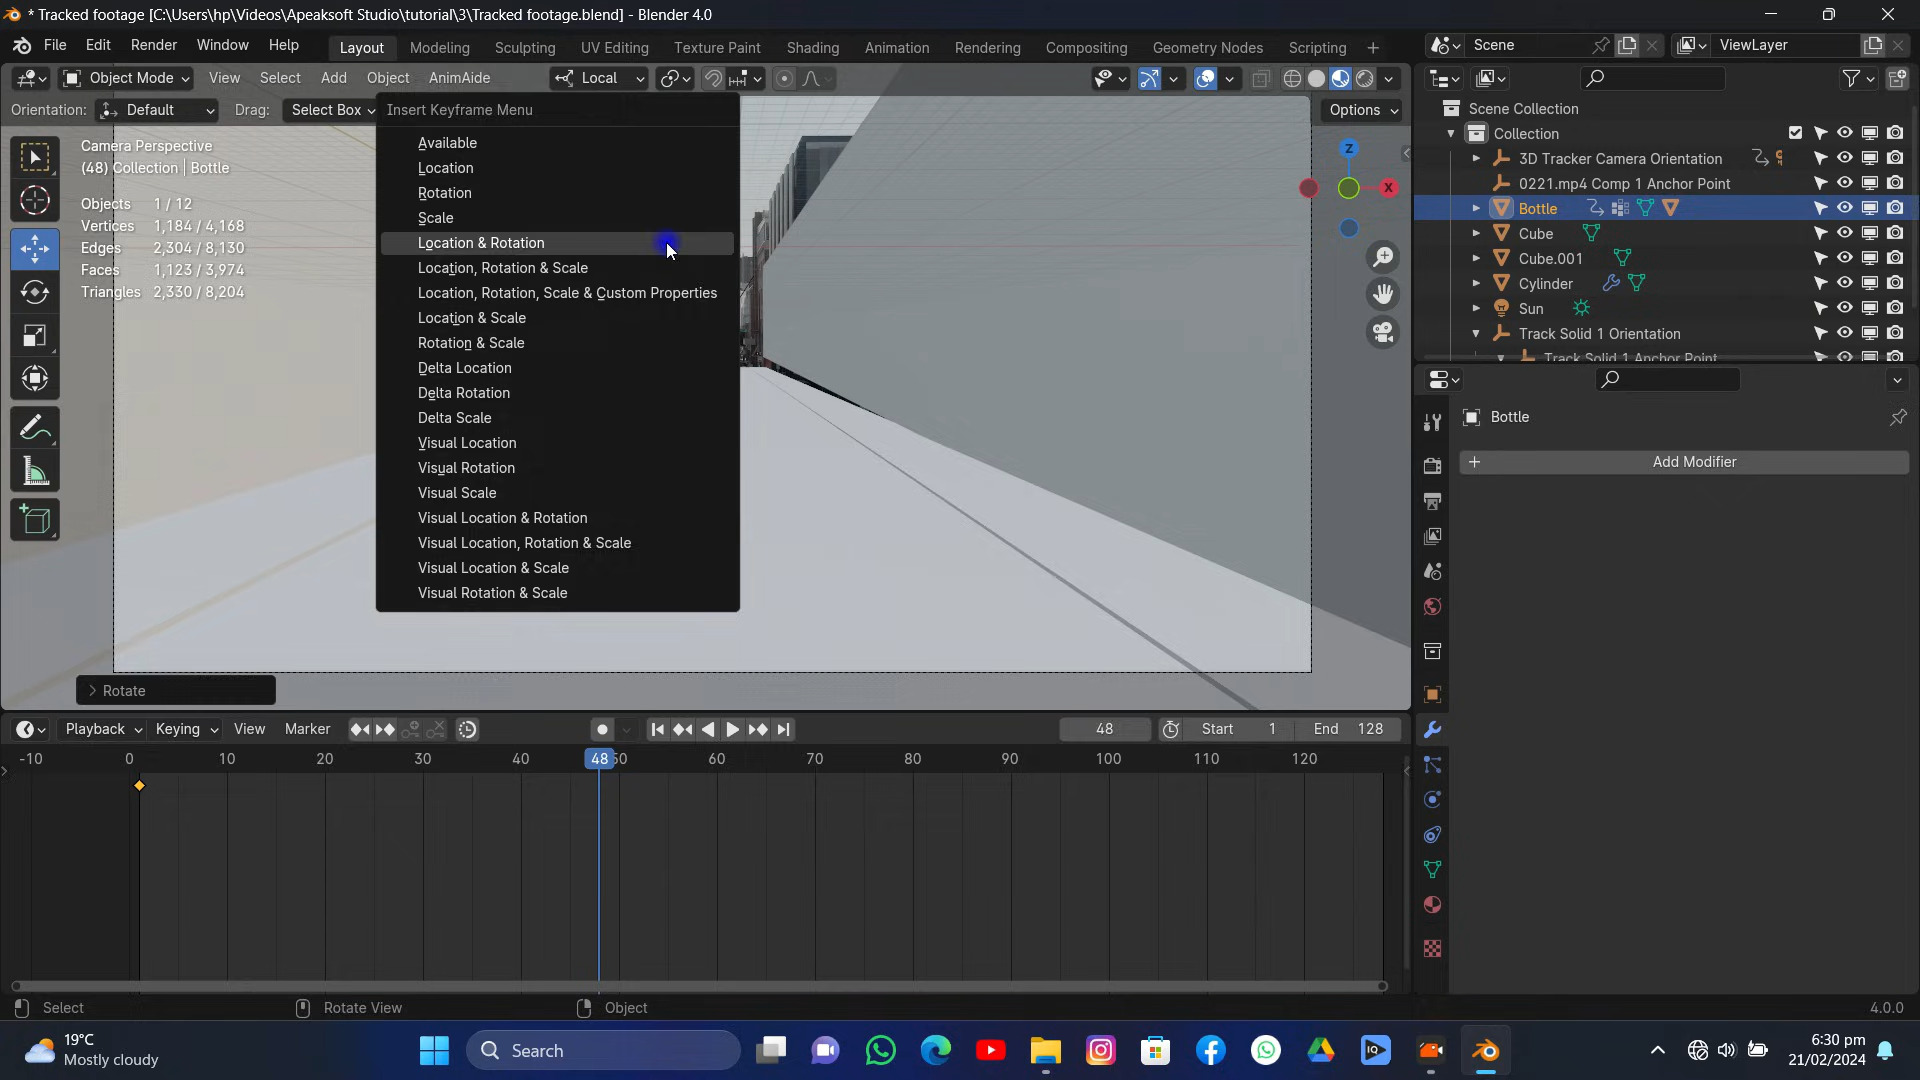 * Tracked footage [C:\Users\hp\Videos\Apeaksoft Studio\tutorial\3\Tracked footage.blend] - Blender 4.0
File Edit Render Window Help
Layout Modeling Sculpting UV Editing Texture Paint Shading Animation Rendering Compositing Geometry Nodes Scripting +
Scene ViewLayer
Object Mode View Select Add Object AnimAide Local
Orientation: Default Drag: Select Box Options
Insert Keyframe Menu
Available
Location
Rotation
Scale
Location & Rotation
Location, Rotation & Scale
Location, Rotation, Scale & Custom Properties
Location & Scale
Rotation & Scale
Delta Location
Delta Rotation
Delta Scale
Visual Location
Visual Rotation
Visual Scale
Visual Location & Rotation
Visual Location, Rotation & Scale
Visual Location & Scale
Visual Rotation & Scale
Camera Perspective
(48) Collection | Bottle
Objects 1 / 12
Vertices 1,184 / 4,168
Edges 2,304 / 8,130
Faces 1,123 / 3,974
Triangles 2,330 / 8,204
Z
X
Rotate
Scene Collection
Collection
3D Tracker Camera Orientation
0221.mp4 Comp 1 Anchor Point
Bottle
Cube
Cube.001
Cylinder
Sun
Track Solid 1 Orientation
Track Solid 1 Anchor Point
Bottle
+ Add Modifier
Playback Keying View Marker 48 Start 1 End 128
-10 0 10 20 30 40 48 50 60 70 80 90 100 110 120
Select Rotate View Object 4.0.0
19°C
Mostly cloudy
Search
IQ
6:30 pm
21/02/2024